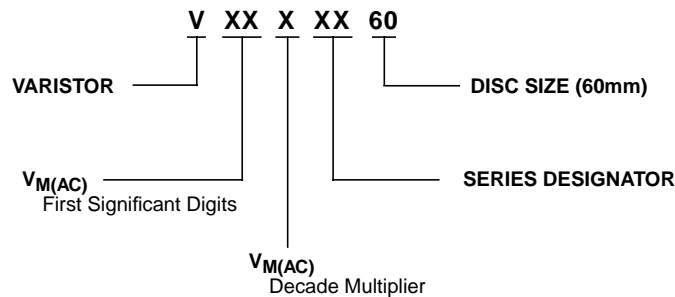 V XX X XX 60
VARISTOR
DISC SIZE (60mm)
VM(AC)
First Significant Digits
SERIES DESIGNATOR
VM(AC)
Decade Multiplier